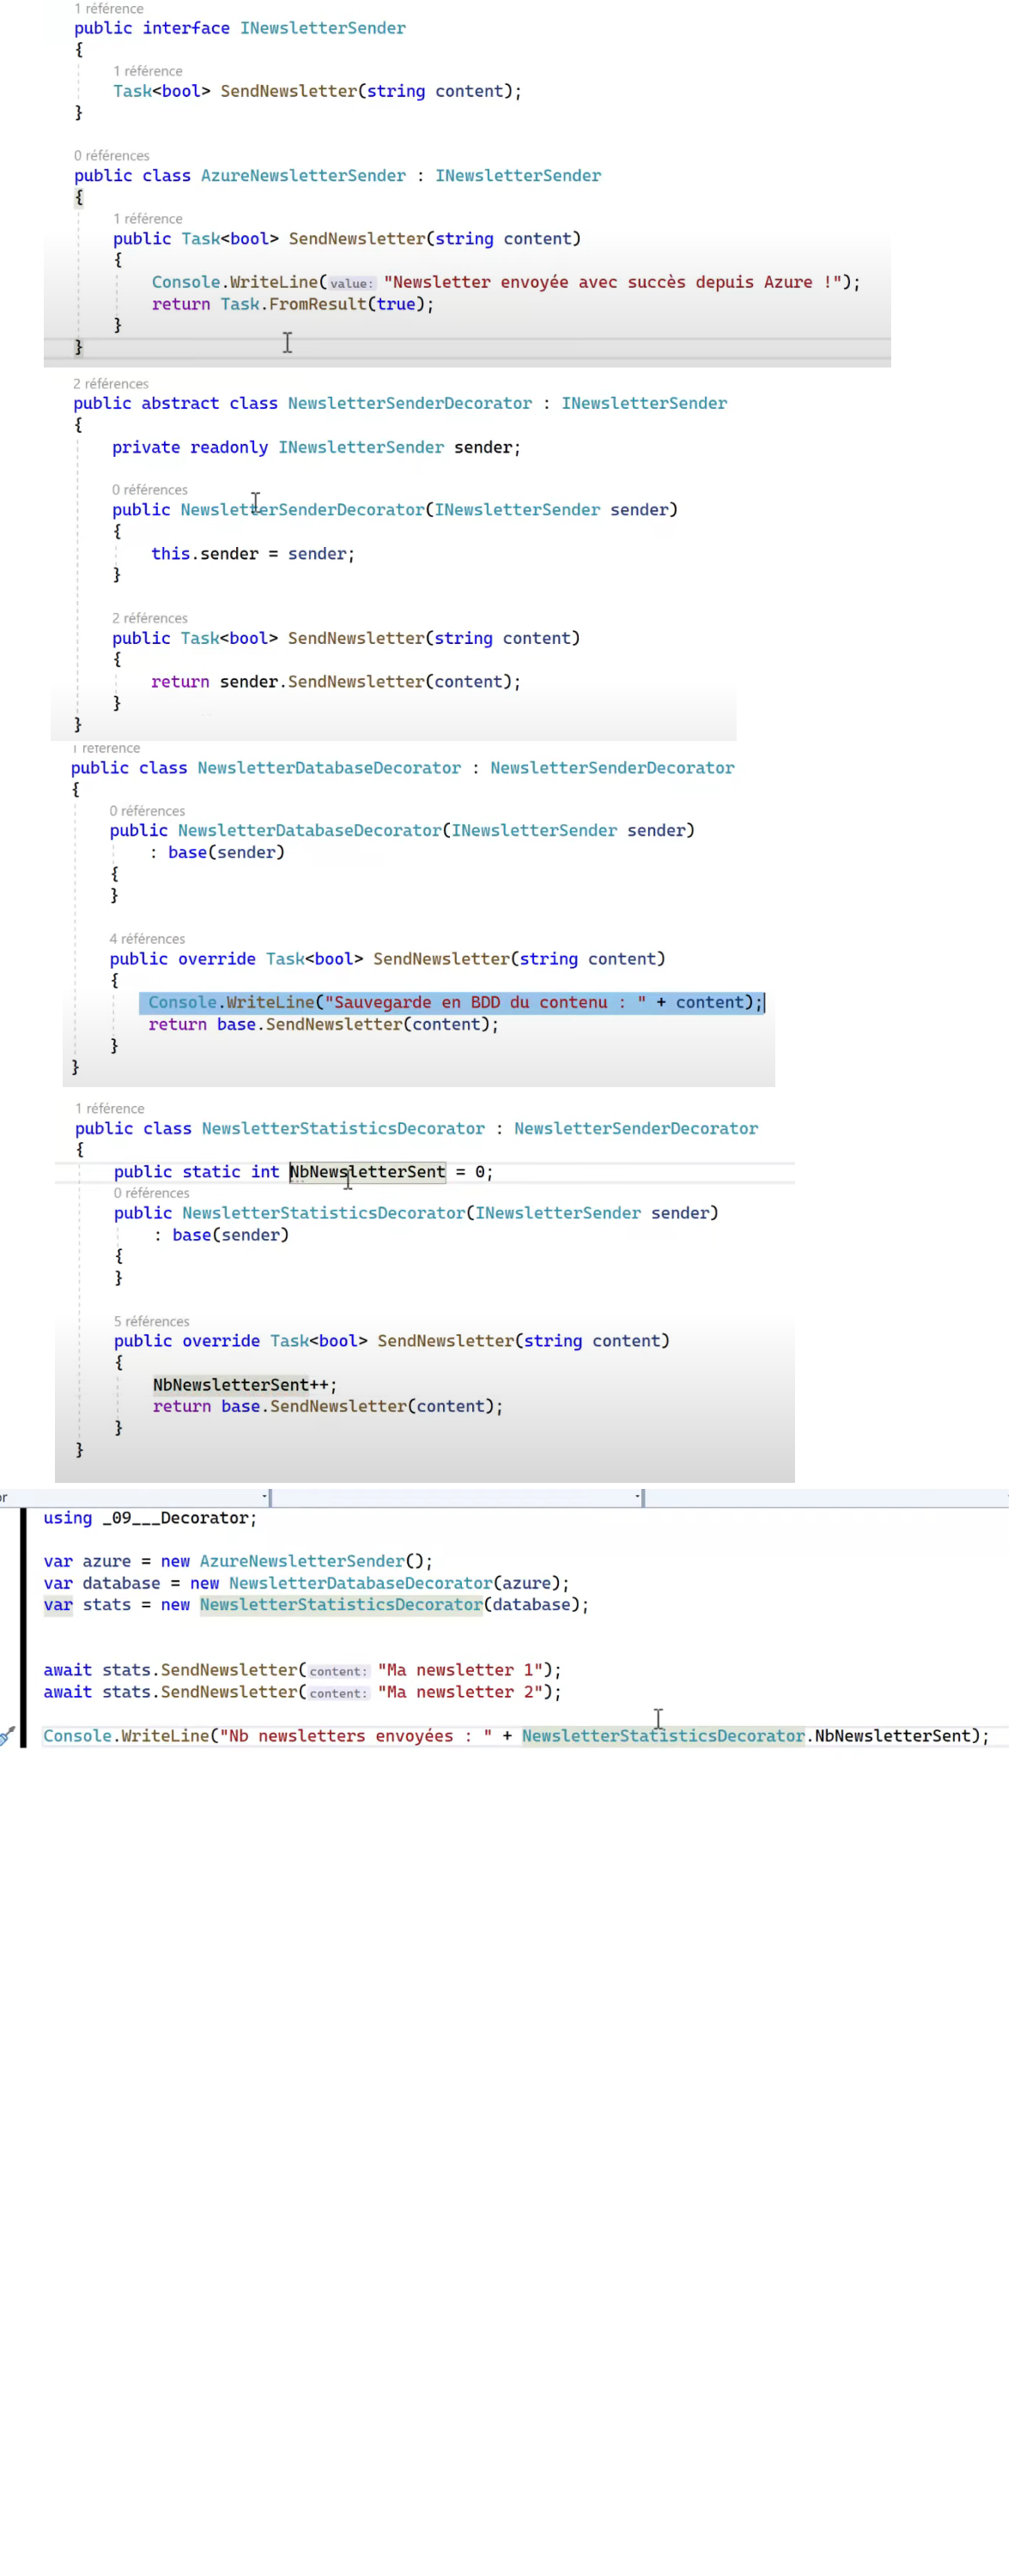 1 référence
public interface INewsletterSender
{
1 référence
Task<bool> SendNewsletter(string content);
}
0 références
public class AzureNewsletterSender : INewsletterSender
{
1 référence
public Task<bool> SendNewsletter(string content)
{
Console.WriteLine(value: "Newsletter envoyée avec succès depuis Azure !");
return Task.FromResult(true);
}
}
2 références
public abstract class NewsletterSenderDecorator : INewsletterSender
{
private readonly INewsletterSender sender;
0 références
public NewsletterSenderDecorator(INewsletterSender sender)
{
this.sender = sender;
}
2 références
public Task<bool> SendNewsletter(string content)
{
return sender.SendNewsletter(content);
}
}
1 référence
public class NewsletterDatabaseDecorator : NewsletterSenderDecorator
{
0 références
public NewsletterDatabaseDecorator(INewsletterSender sender)
: base(sender)
{
}
4 références
public override Task<bool> SendNewsletter(string content)
{
Console.WriteLine("Sauvegarde en BDD du contenu : " + content);
return base.SendNewsletter(content);
}
}
1 référence
public class NewsletterStatisticsDecorator : NewsletterSenderDecorator
{
public static int NbNewsletterSent = 0;
0 références
public NewsletterStatisticsDecorator(INewsletterSender sender)
: base(sender)
{
}
5 références
public override Task<bool> SendNewsletter(string content)
{
NbNewsletterSent++;
return base.SendNewsletter(content);
}
}
or
using _09___Decorator;
var azure = new AzureNewsletterSender();
var database = new NewsletterDatabaseDecorator(azure);
var stats = new NewsletterStatisticsDecorator(database);
await stats.SendNewsletter(content: "Ma newsletter 1");
await stats.SendNewsletter(content: "Ma newsletter 2");
Console.WriteLine("Nb newsletters envoyées : " + NewsletterStatisticsDecorator.NbNewsletterSent);